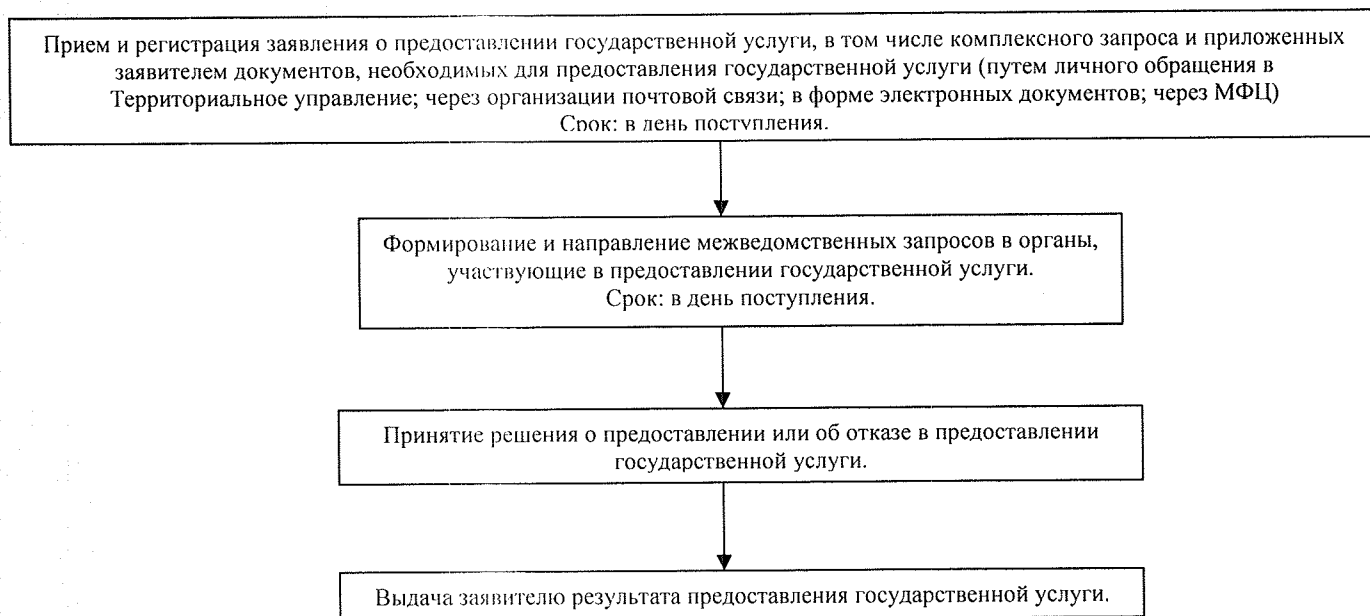 Прием и регистрация заявления о предоставлении государственной услуги, в том числе комплексного запроса и приложенных
заявителем документов, необходимых для предоставления государственной услуги (путем личного обращения в
Территориальное управление; через организации почтовой связи; в форме электронных документов; через МФЦ)
Срок: в день поступления.
Формирование и направление межведомственных запросов в органы,
участвующие в предоставлении государственной услуги.
Срок: в день поступления.
Принятие решения о предоставлении или об отказе в предоставлении
государственной услуги.
Выдача заявителю результата предоставления государственной услуги.